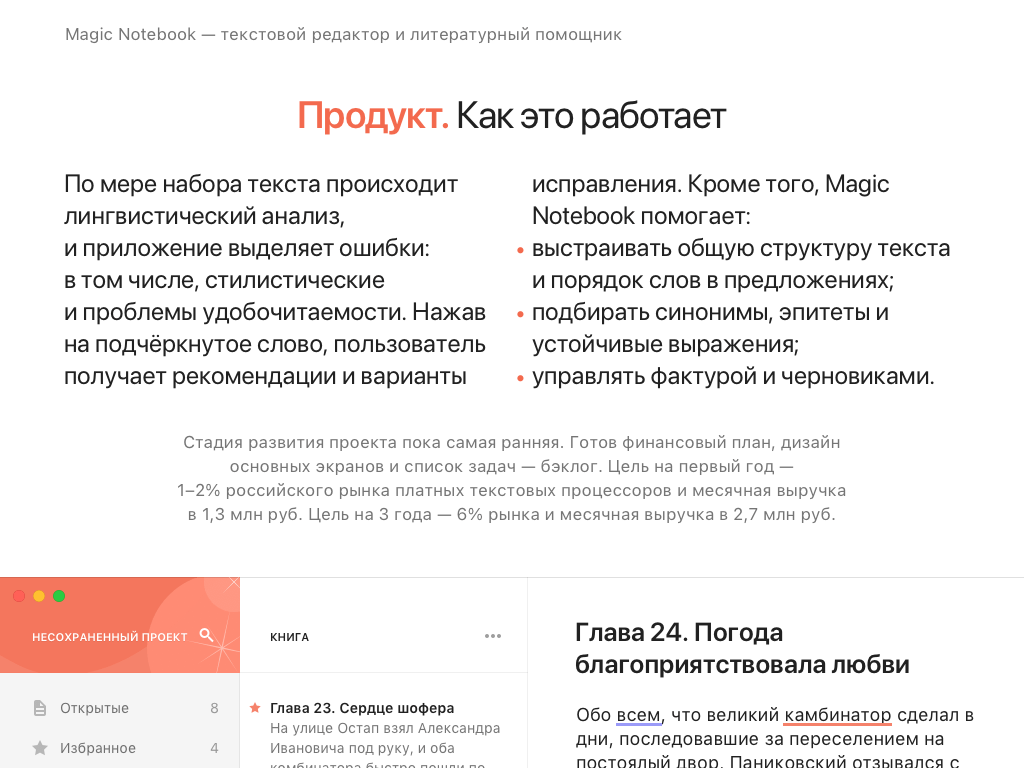 Magic Notebook — текстовой редактор и литературный помощник
Продукт. Как это работает
По мере набора текста происходит
лингвистический анализ,
и приложение выделяет ошибки:
в том числе, стилистические
и проблемы удобочитаемости. Нажав
на подчёркнутое слово, пользователь
получает рекомендации и варианты
исправления. Кроме того, Magic
Notebook помогает:
• выстраивать общую структуру текста
и порядок слов в предложениях;
• подбирать синонимы, эпитеты и
устойчивые выражения;
• управлять фактурой и черновиками.
Стадия развития проекта пока самая ранняя. Готов финансовый план, дизайн
основных экранов и список задач — бэклог. Цель на первый год —
1–2% российского рынка платных текстовых процессоров и месячная выручка
в 1,3 млн руб. Цель на 3 года — 6% рынка и месячная выручка в 2,7 млн руб.
НЕСОХРАНЕННЫЙ ПРОЕКТ
Открытые 8
Избранное 4
КНИГА
Глава 23. Сердце шофера
На улице Остап взял Александра
Ивановича под руку, и оба
комбинатора быстро пошли по
Глава 24. Погода
благоприятствовала любви
Обо всем, что великий камбинатор сделал в
дни, последовавшие за переселением на
постоялый двор, Паниковский отзывался с